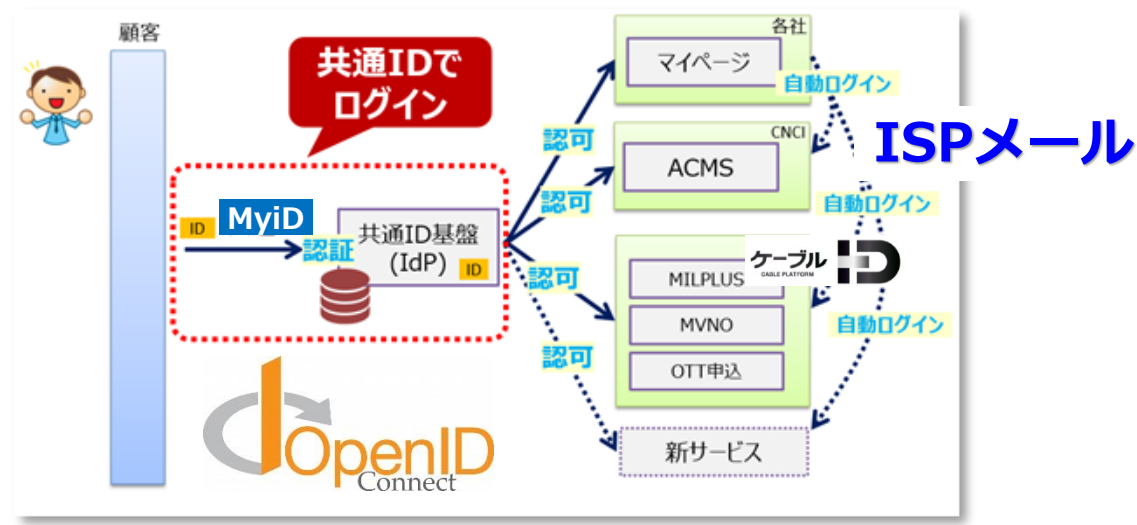 顧客
共通IDで
ログイン
各社
マイページ
自動ログイン
ISPメール
認可
CNCI
ACMS
認可
自動ログイン
ID
MyiD
認証
共通ID基盤
(IdP)
ID
ケーブル
CABLE PLATFORM
ID
認可
MILPLUS
MVNO
OTT申込
自動ログイン
認可
新サービス
OpenID
Connect